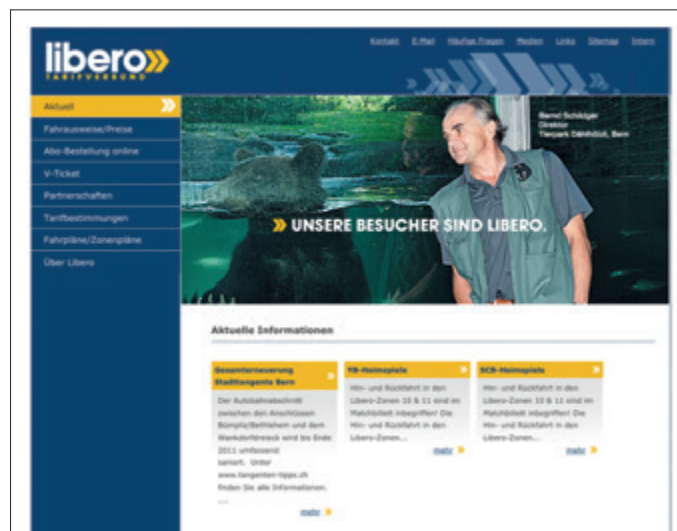 libero
TARIFVERBUND
Kontakt E-Mail Häufige Fragen Medien Links Sitemap Intern
Aktuell
Fahrausweise/Preise
Abo-Bestellung online
V-Ticket
Partnerschaften
Tarifbestimmungen
Fahrpläne/Zonenpläne
Über Libero
Bernd Schildger
Direktor
Tierpark Dählhölzli, Bern
UNSERE BESUCHER SIND LIBERO.
Aktuelle Informationen
Gesamterneuerung
Stadttangente Bern
Der Autobahnabschnitt
zwischen den Anschlüssen
Bümpliz/Bethlehem und dem
Wankdorfdreieck wird bis Ende
2011 umfassend
saniert. Unter
www.tangenten-tipps.ch
finden Sie alle Informationen.
....
mehr
YB-Heimspiele
Hin- und Rückfahrt in den
Libero-Zonen 10 & 11 sind im
Matchbillett inbegriffen! Die
Hin- und Rückfahrt in den
Libero-Zonen...
mehr
SCB-Heimspiele
Hin- und Rückfahrt in den
Libero-Zonen 10 & 11 sind im
Matchbillett inbegriffen! Die
Hin- und Rückfahrt in den
Libero-Zonen...
mehr